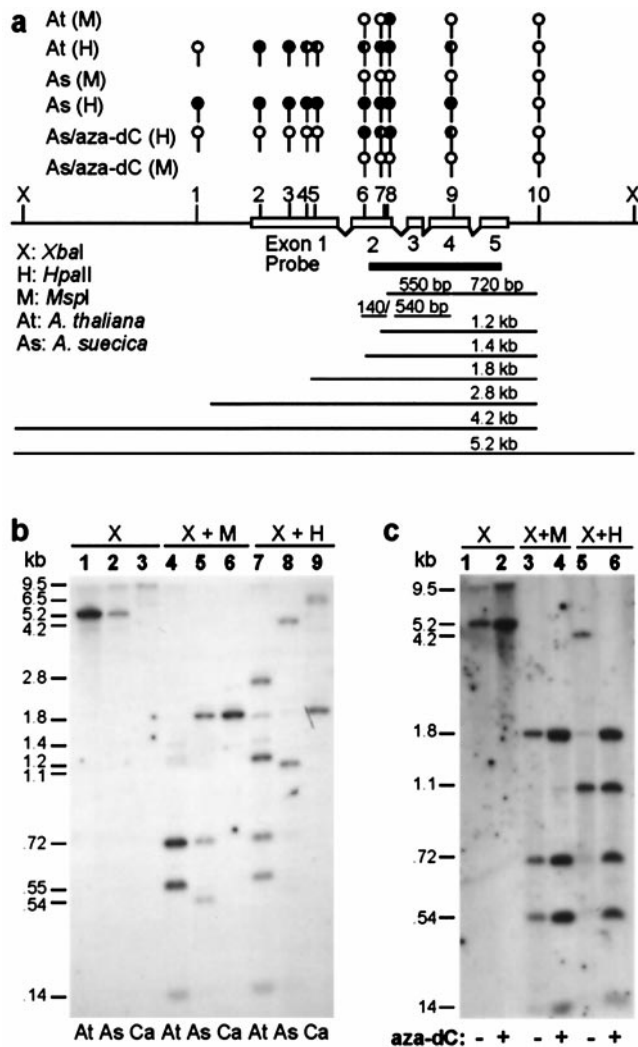 a
At (M)
At (H)
As (M)
As (H)
As/aza-dC (H)
As/aza-dC (M)
X 1 2 3 45 6 78 9 10 X
Exon 1 2 3 4 5
Probe
X: XbaI
H: HpaII
M: MspI
At: A. thaliana
As: A. suecica
550 bp 720 bp
140/ 540 bp
1.2 kb
1.4 kb
1.8 kb
2.8 kb
4.2 kb
5.2 kb
b
X X + M X + H
kb 1 2 3 4 5 6 7 8 9
9.5
6.5
5.2
4.2
2.8
1.8
1.4
1.2
1.1
.72
.55
.54
.14
At As Ca At As Ca At As Ca
c
X X+M X+H
kb 1 2 3 4 5 6
9.5
5.2
4.2
1.8
1.1
.72
.54
.14
aza-dC: - + - + - +